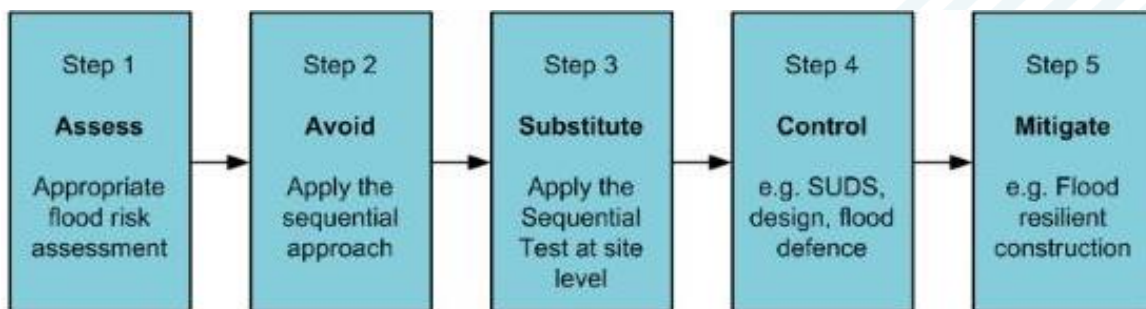 Step 1
Assess
Appropriate
flood risk
assessment
Step 2
Avoid
Apply the
sequential
approach
Step 3
Substitute
Apply the
Sequential
Test at site
level
Step 4
Control
e.g. SUDS,
design, flood
defence
Step 5
Mitigate
e.g. Flood
resilient
construction